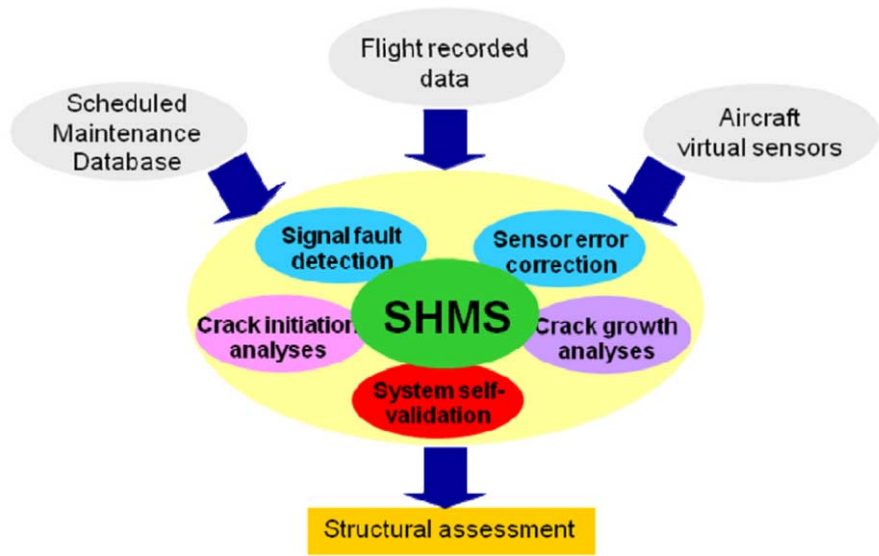 Flight recorded
data
Scheduled
Maintenance
Database
Aircraft
virtual sensors
Signal fault
detection
Sensor error
correction
SHMS
Crack initiation
analyses
Crack growth
analyses
System self-
validation
Structural assessment